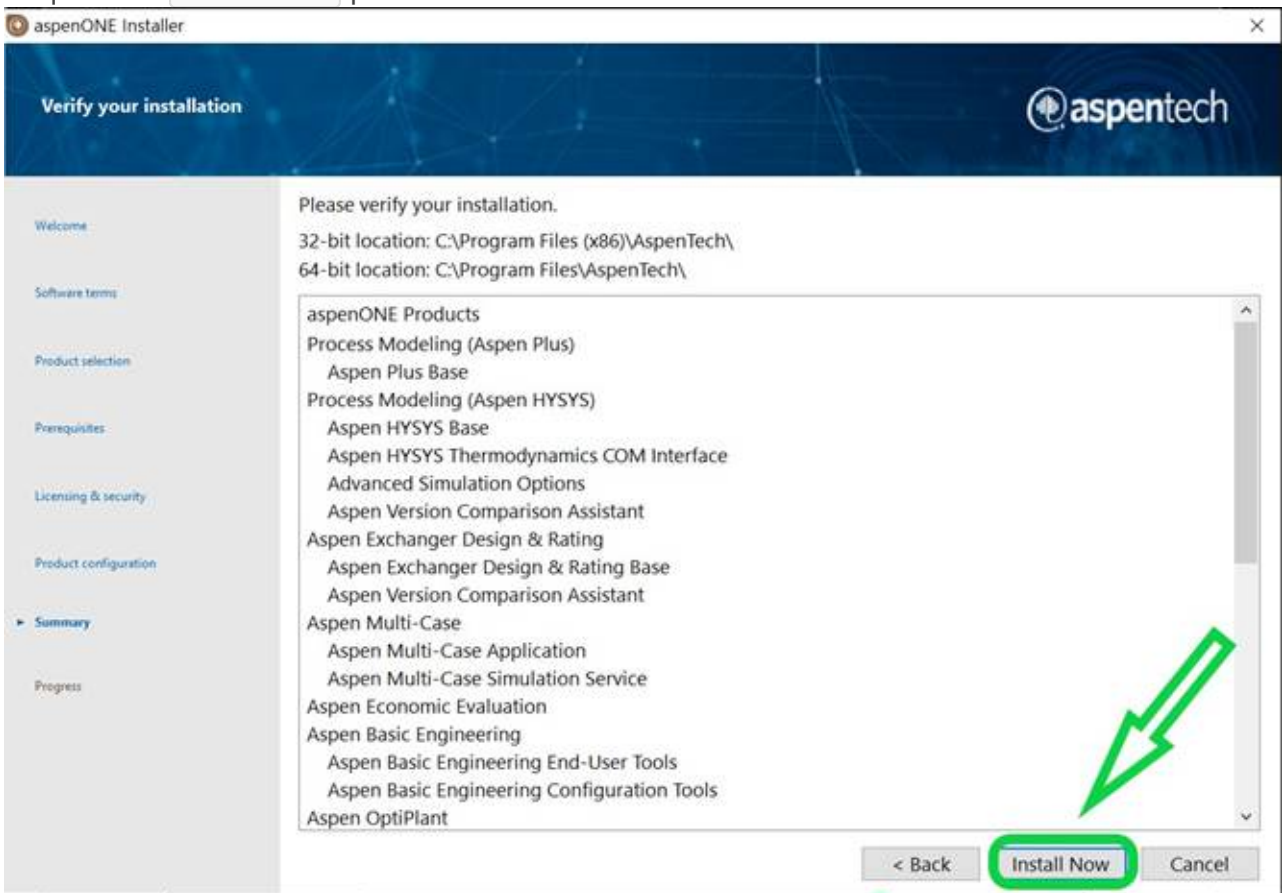 aspenONE Installer
Verify your installation
aspentech
Welcome
Software terms
Product selection
Prerequisites
Licensing & security
Product configuration
Summary
Progress
Please verify your installation.
32-bit location: C:\Program Files (x86)\AspenTech\
64-bit location: C:\Program Files\AspenTech\
aspenONE Products
Process Modeling (Aspen Plus)
Aspen Plus Base
Process Modeling (Aspen HYSYS)
Aspen HYSYS Base
Aspen HYSYS Thermodynamics COM Interface
Advanced Simulation Options
Aspen Version Comparison Assistant
Aspen Exchanger Design & Rating
Aspen Exchanger Design & Rating Base
Aspen Version Comparison Assistant
Aspen Multi-Case
Aspen Multi-Case Application
Aspen Multi-Case Simulation Service
Aspen Economic Evaluation
Aspen Basic Engineering
Aspen Basic Engineering End-User Tools
Aspen Basic Engineering Configuration Tools
Aspen OptiPlant
< Back
Install Now
Cancel